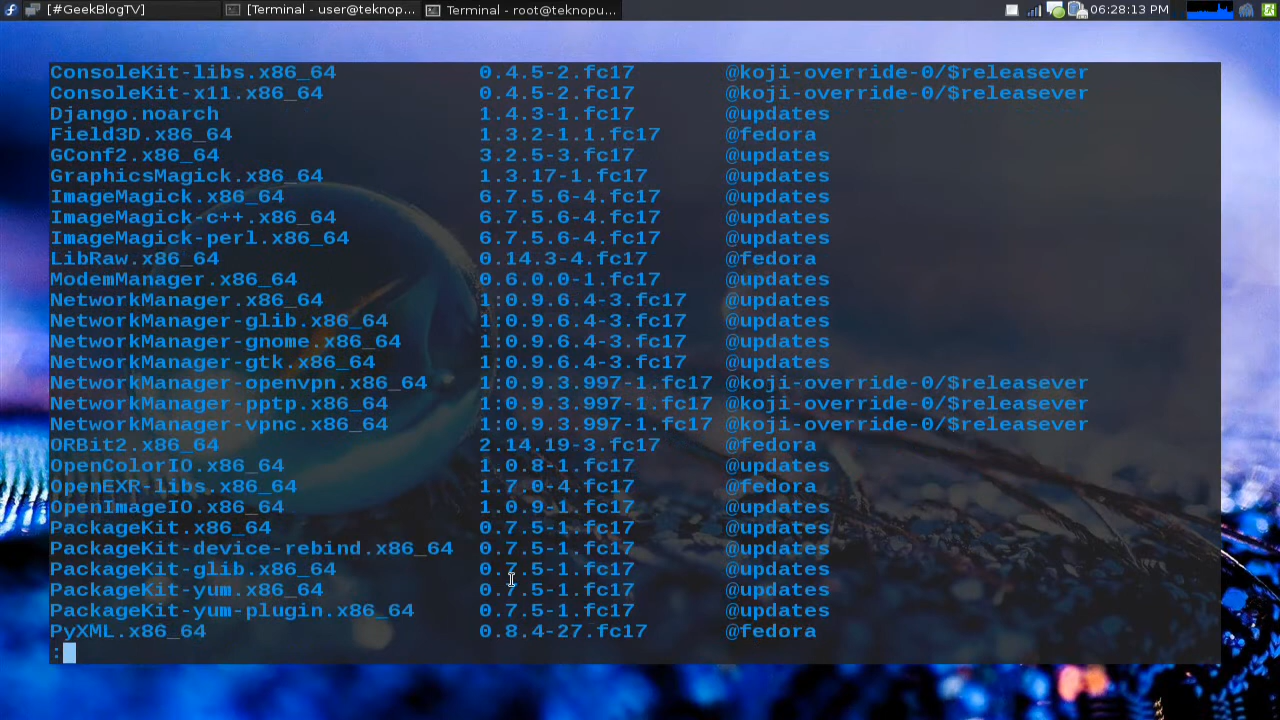 [#GeekBlogTV] [Terminal - user@teknop... Terminal - root@teknopu... 06:28:13 PM
ConsoleKit-libs.x86_64 0.4.5-2.fc17 @koji-override-0/$releasever
ConsoleKit-x11.x86_64 0.4.5-2.fc17 @koji-override-0/$releasever
Django.noarch 1.4.3-1.fc17 @updates
Field3D.x86_64 1.3.2-1.1.fc17 @fedora
GConf2.x86_64 3.2.5-3.fc17 @updates
GraphicsMagick.x86_64 1.3.17-1.fc17 @updates
ImageMagick.x86_64 6.7.5.6-4.fc17 @updates
ImageMagick-c++.x86_64 6.7.5.6-4.fc17 @updates
ImageMagick-perl.x86_64 6.7.5.6-4.fc17 @updates
LibRaw.x86_64 0.14.3-4.fc17 @fedora
ModemManager.x86_64 0.6.0.0-1.fc17 @updates
NetworkManager.x86_64 1:0.9.6.4-3.fc17 @updates
NetworkManager-glib.x86_64 1:0.9.6.4-3.fc17 @updates
NetworkManager-gnome.x86_64 1:0.9.6.4-3.fc17 @updates
NetworkManager-gtk.x86_64 1:0.9.6.4-3.fc17 @updates
NetworkManager-openvpn.x86_64 1:0.9.3.997-1.fc17 @koji-override-0/$releasever
NetworkManager-pptp.x86_64 1:0.9.3.997-1.fc17 @koji-override-0/$releasever
NetworkManager-vpnc.x86_64 1:0.9.3.997-1.fc17 @koji-override-0/$releasever
ORBit2.x86_64 2.14.19-3.fc17 @fedora
OpenColorIO.x86_64 1.0.8-1.fc17 @updates
OpenEXR-libs.x86_64 1.7.0-4.fc17 @fedora
OpenImageIO.x86_64 1.0.9-1.fc17 @updates
PackageKit.x86_64 0.7.5-1.fc17 @updates
PackageKit-device-rebind.x86_64 0.7.5-1.fc17 @updates
PackageKit-glib.x86_64 0.7.5-1.fc17 @updates
PackageKit-yum.x86_64 0.7.5-1.fc17 @updates
PackageKit-yum-plugin.x86_64 0.7.5-1.fc17 @updates
PyXML.x86_64 0.8.4-27.fc17 @fedora
: